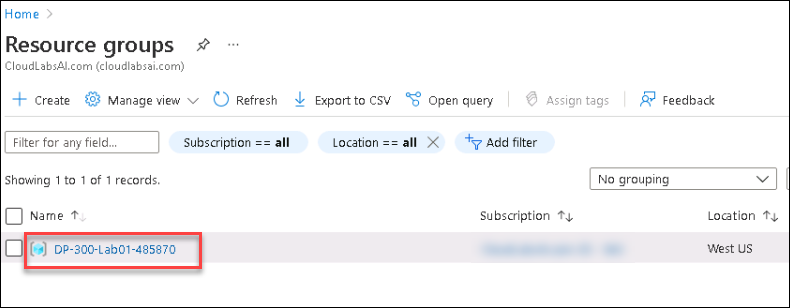 Home
Resource groups
CloudLabsAI.com (cloudlabsai.com)
Create Manage view Refresh Export to CSV Open query Assign tags Feedback
Filter for any field... Subscription == all Location == all Add filter
Showing 1 to 1 of 1 records.
No grouping
Name Subscription Location
DP-300-Lab01-485870 West US